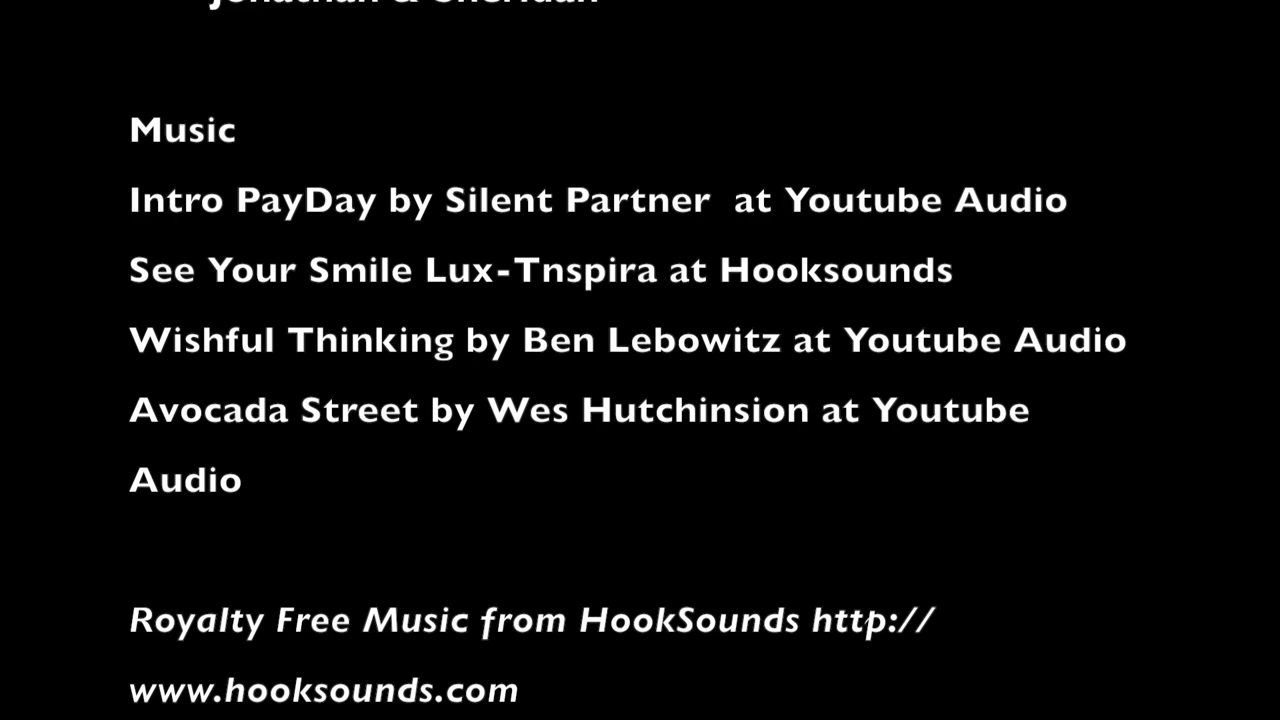 Jonathan & Sheridan
Music
Intro PayDay by Silent Partner at Youtube Audio
See Your Smile Lux-Tnspira at Hooksounds
Wishful Thinking by Ben Lebowitz at Youtube Audio
Avocada Street by Wes Hutchinsion at Youtube
Audio
Royalty Free Music from HookSounds http://
www.hooksounds.com